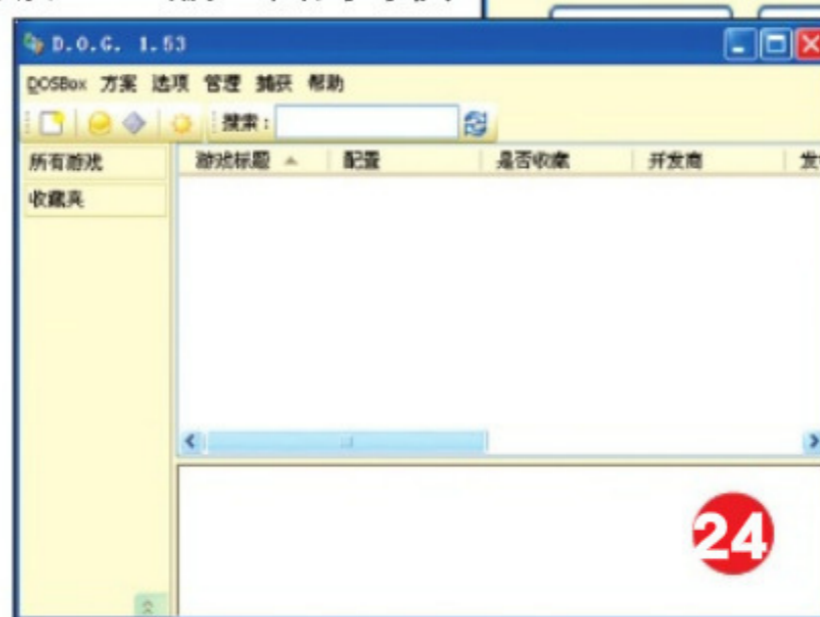 D.O.G. 1.53
DOSBox 方案 选项 管理 捕获 帮助
搜索:
所有游戏 游戏标题 配置 是否收藏 开发商
收藏夹
24